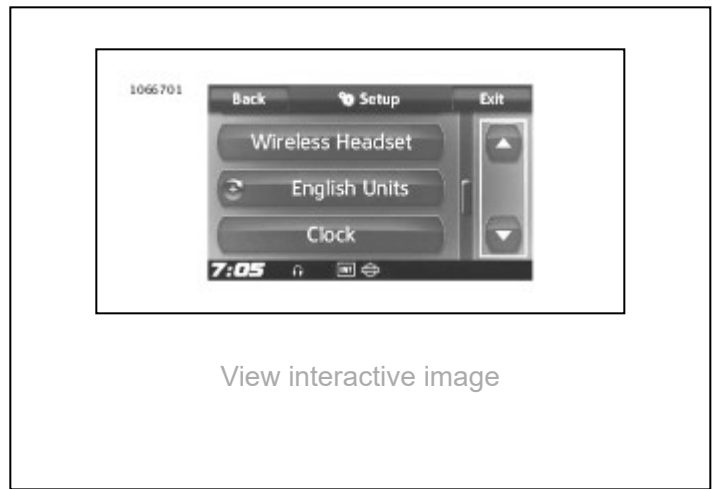 1066701
Back Setup Exit
Wireless Headset
English Units
Clock
7:05
View interactive image